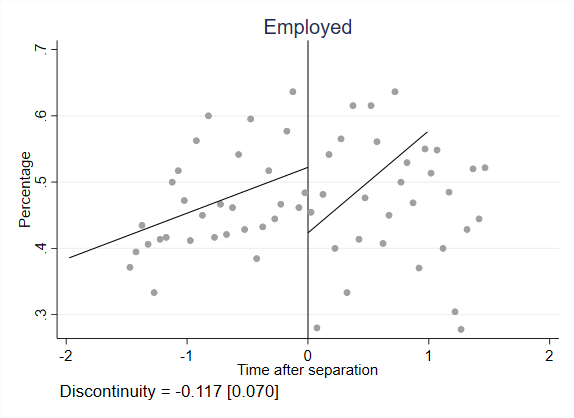 Employed
Percentage
.7
.6
.5
.4
.3
-2
-1
0
1
2
Time after separation
Discontinuity = -0.117 [0.070]